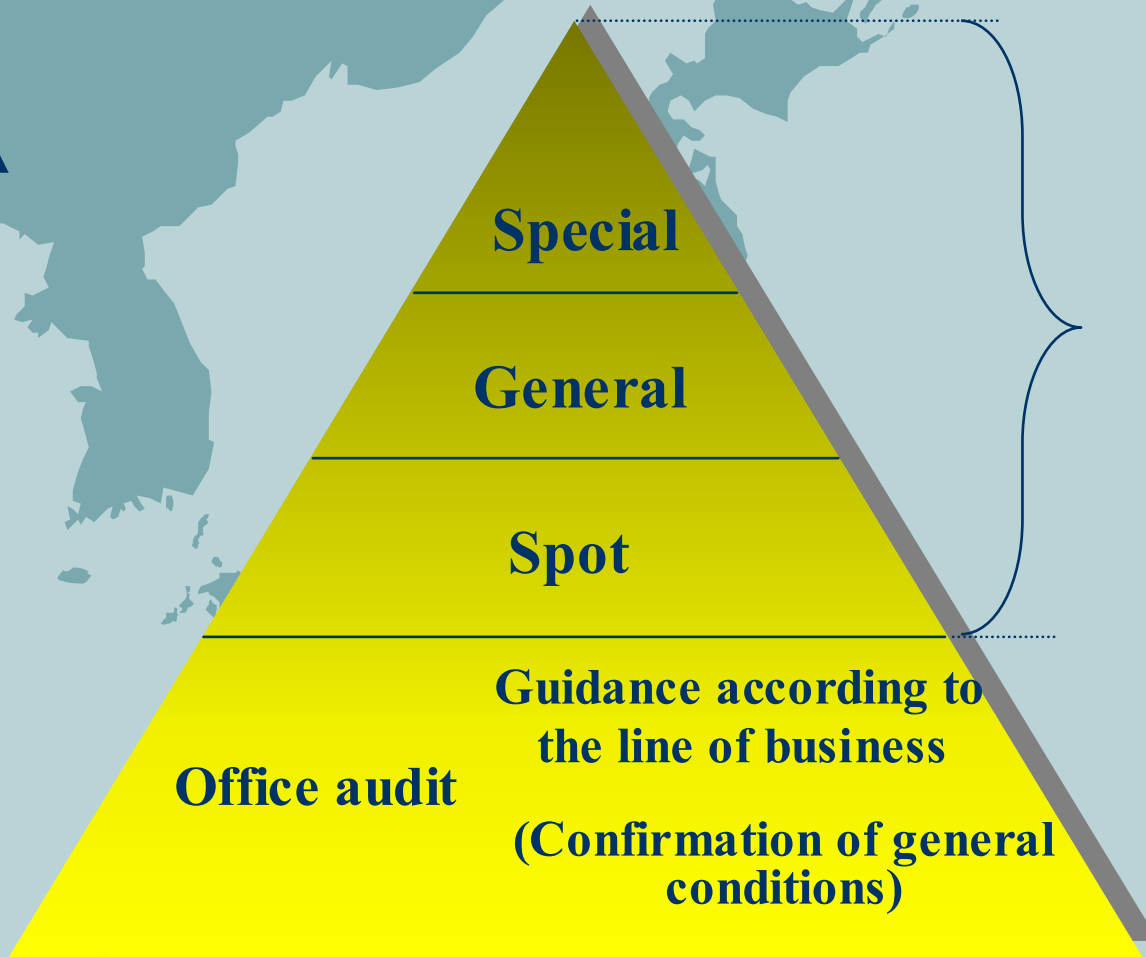 Special
General
Spot
Guidance according to
the line of business
Office audit
(Confirmation of general
conditions)